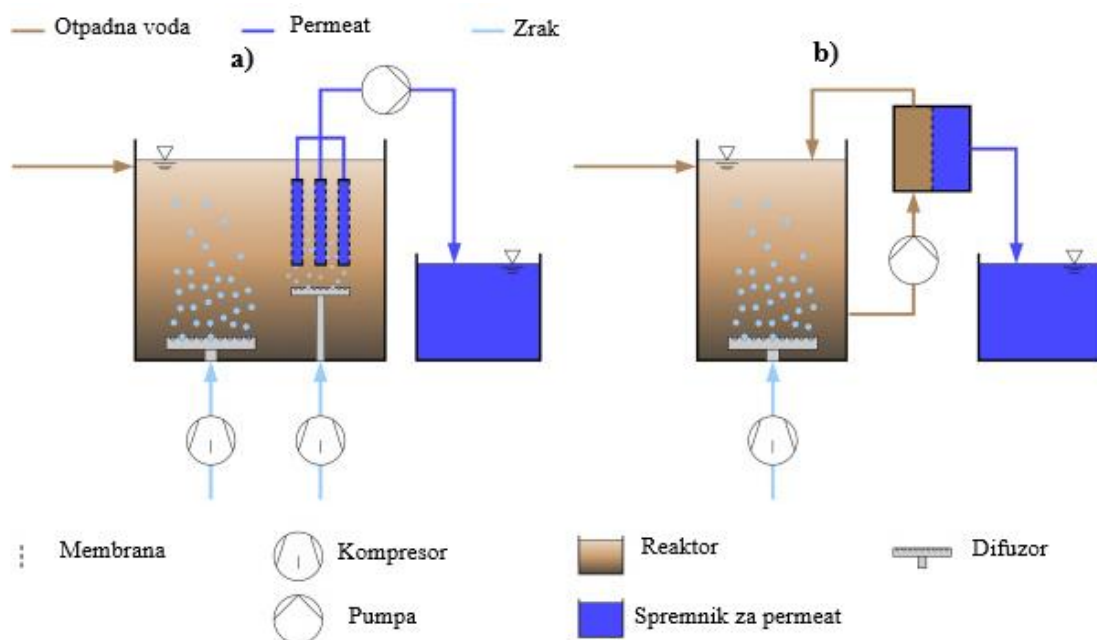 Otpadna voda
Permeat
Zrak
a)
b)
Membrana
Kompresor
Reaktor
Difuzor
Pumpa
Spremnik za permeat